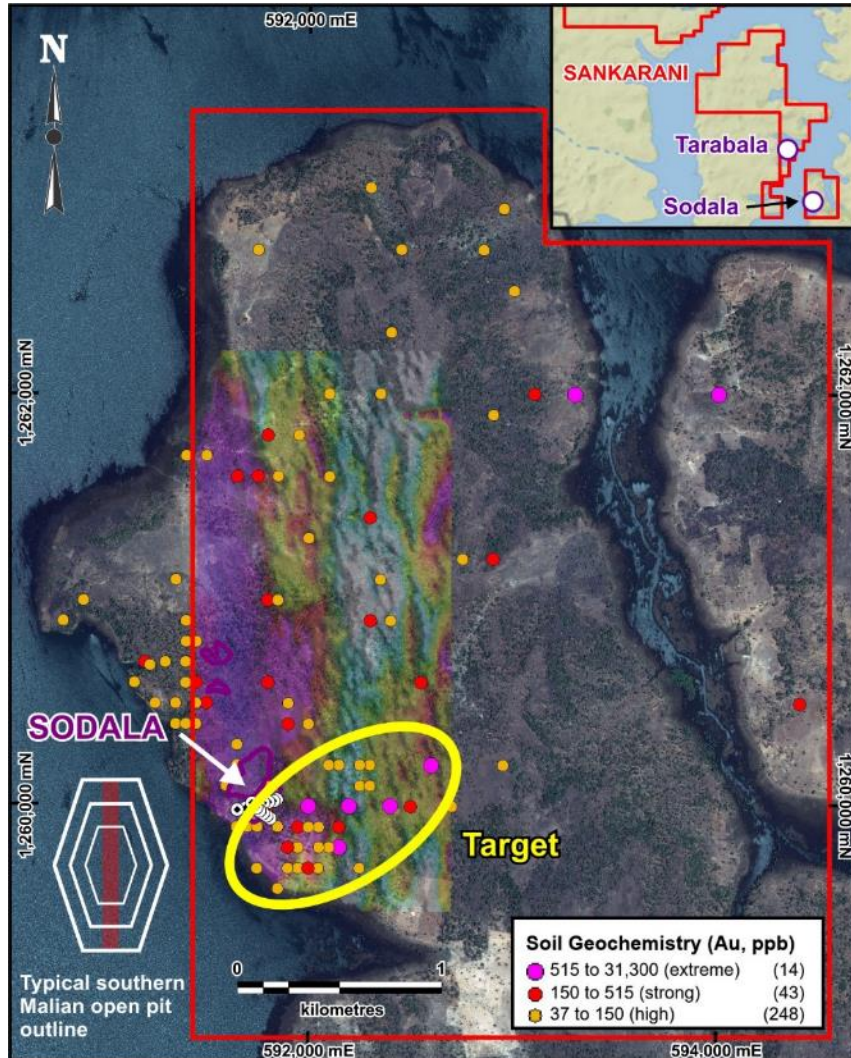 592,000 mE
N
SANKARANI
Tarabala
Sodala
1,262,000 mN
1,262,000 mN
SODALA
1,260,000 mN
1,260,000 mN
Target
Typical southern
Malian open pit
outline
0 1
kilometres
Soil Geochemistry (Au, ppb)
515 to 31,300 (extreme) (14)
150 to 515 (strong) (43)
37 to 150 (high) (248)
592,000 mE
594,000 mE